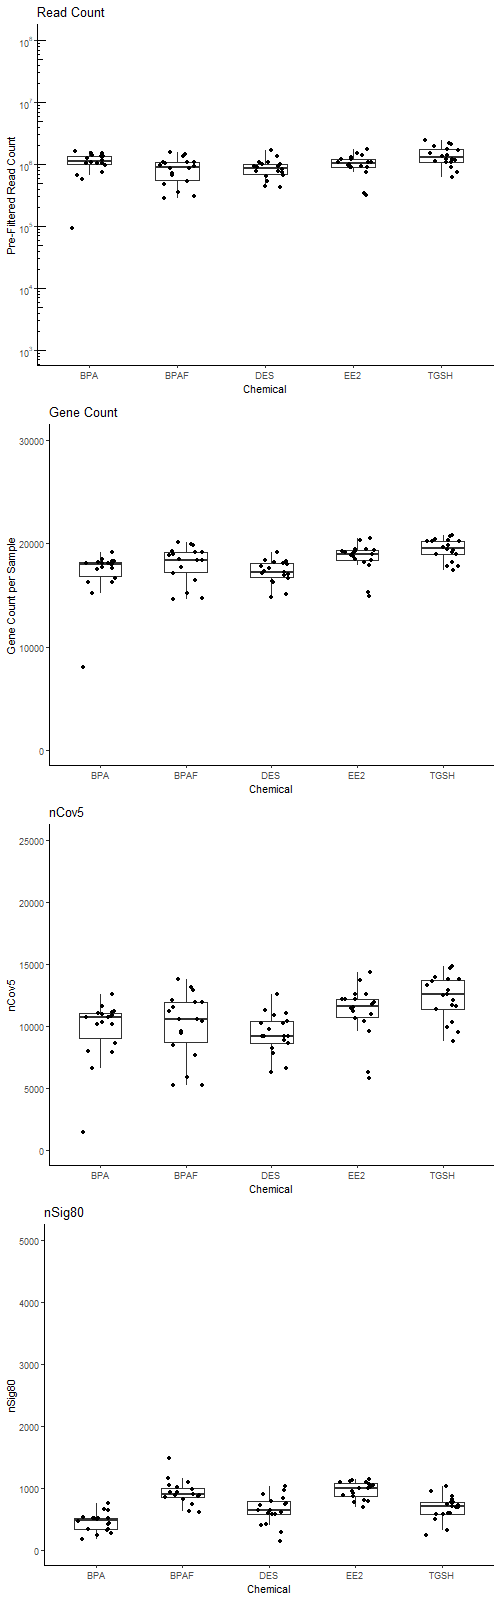 Read Count
Pre-Filtered Read Count
10⁸
10⁷
10⁶
10⁵
10⁴
10³
BPA BPAF DES EE2 TGSH
Chemical
Gene Count
Gene Count per Sample
30000
20000
10000
0
BPA BPAF DES EE2 TGSH
Chemical
nCov5
nCov5
25000
20000
15000
10000
5000
0
BPA BPAF DES EE2 TGSH
Chemical
nSig80
nSig80
5000
4000
3000
2000
1000
0
BPA BPAF DES EE2 TGSH
Chemical